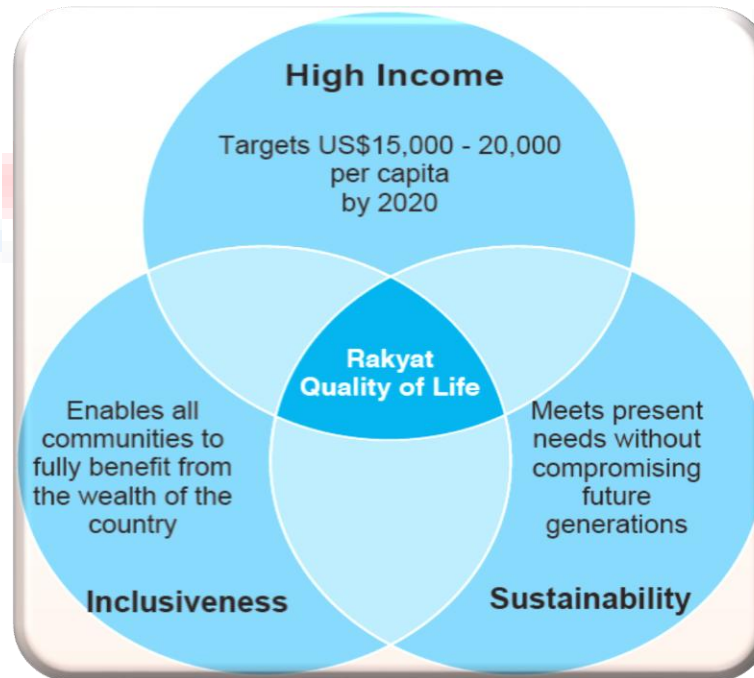 High Income
Targets US$15,000 - 20,000
per capita
by 2020
Rakyat
Quality of Life
Enables all
communities to
fully benefit from
the wealth of the
country
Inclusiveness
Meets present
needs without
compromising
future
generations
Sustainability